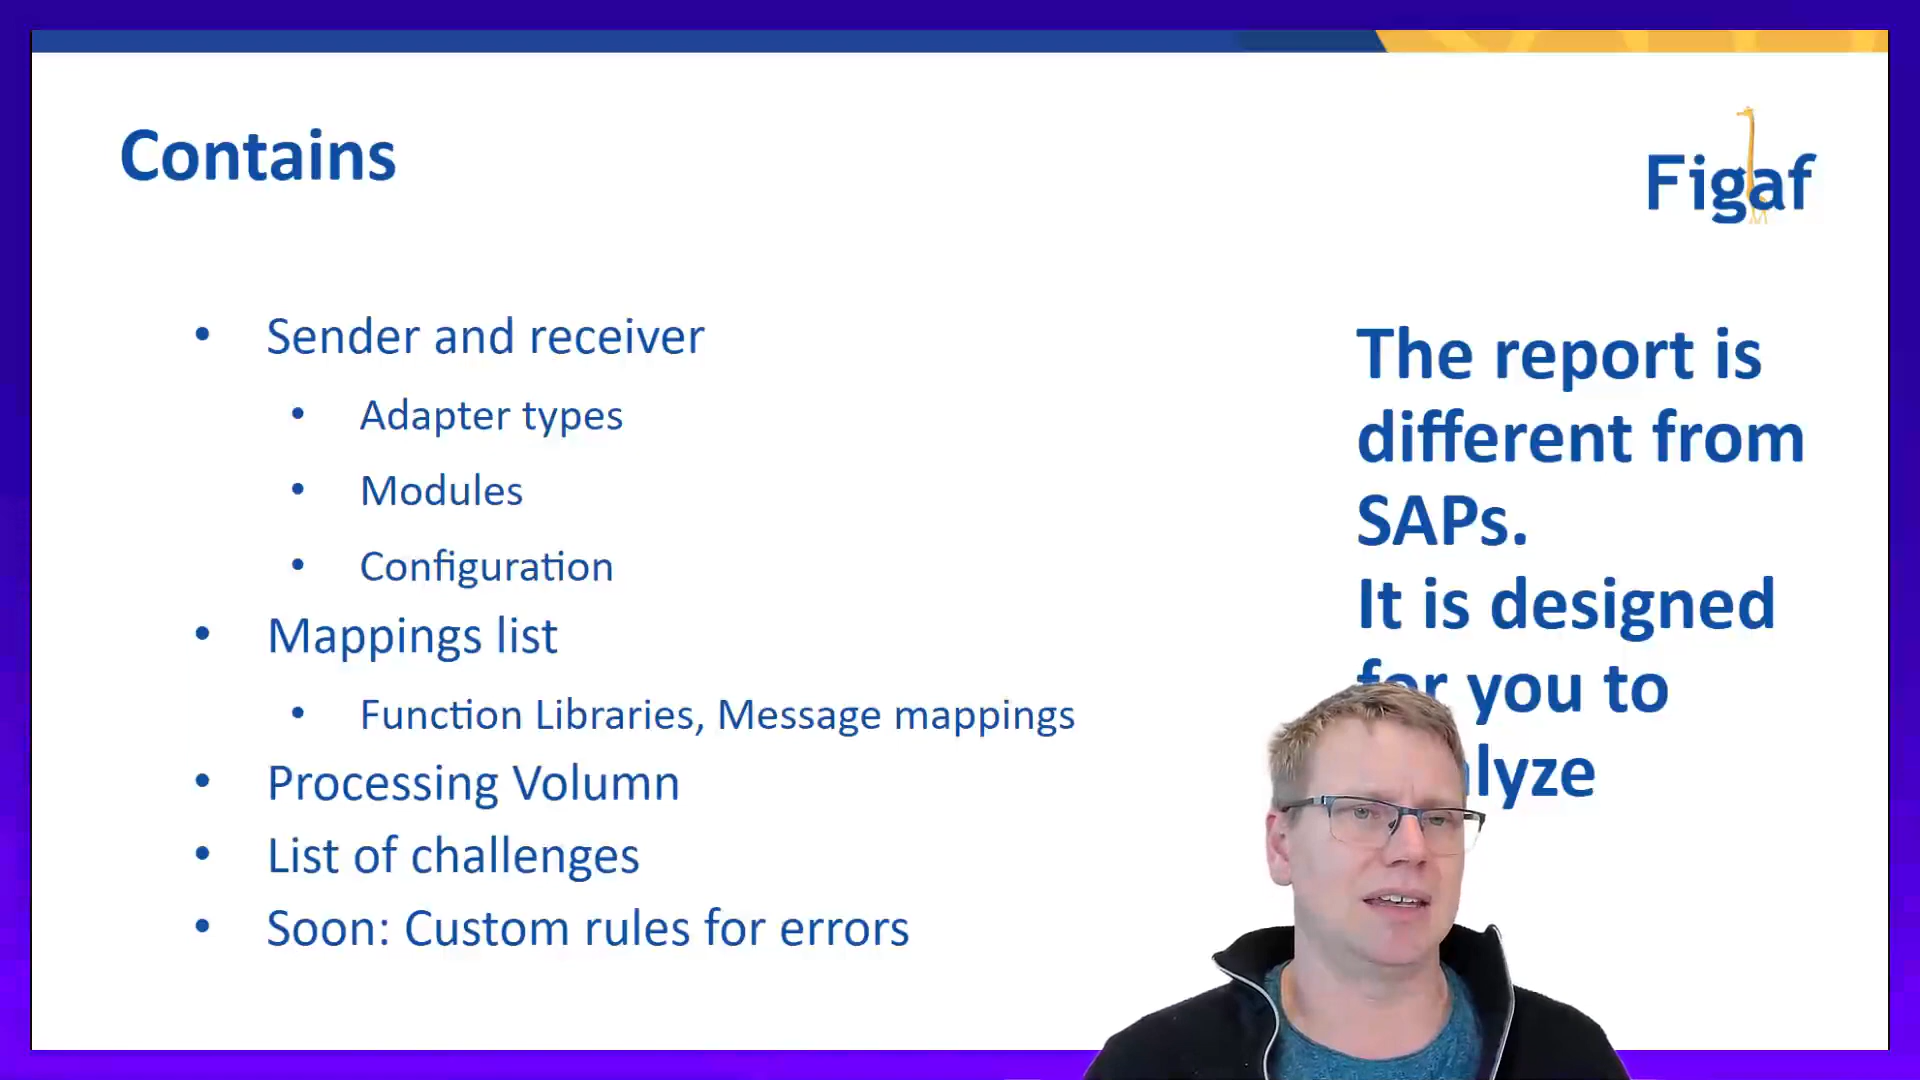 Contains
Figaf
• Sender and receiver
• Adapter types
• Modules
• Configuration
• Mappings list
• Function Libraries, Message mappings
• Processing Volumn
• List of challenges
• Soon: Custom rules for errors
The report is
different from
SAPs.
It is designed
for you to
lyze